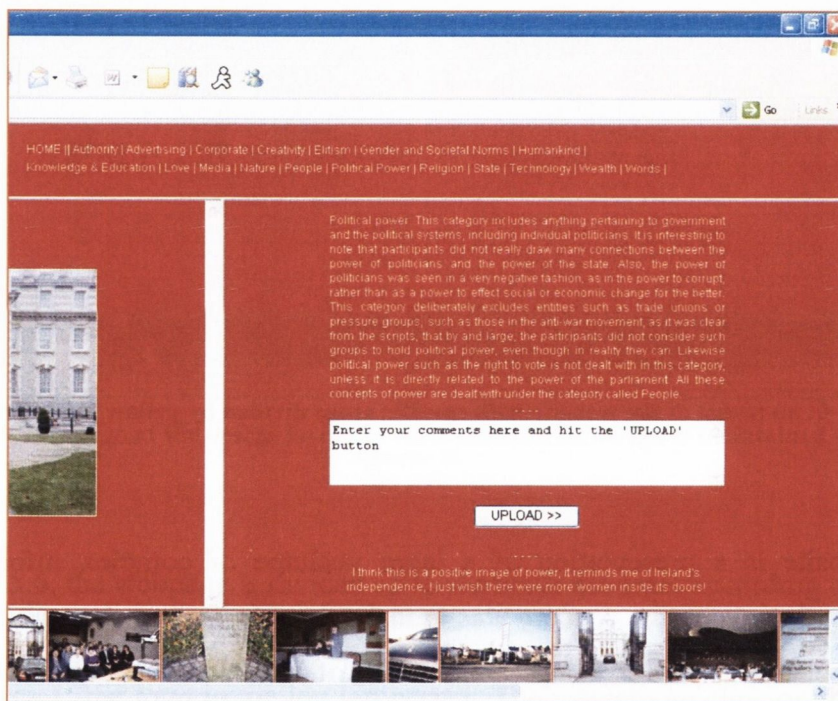 Go
Links
HOME || Authority | Advertising | Corporate | Creativity | Elitism | Gender and Societal Norms | Humankind |
Knowledge & Education | Love | Media | Nature | People | Political Power | Religion | State | Technology | Wealth | Words |
Political power. This category includes anything pertaining to government
and the political systems, including individual politicians. It is interesting to
note that participants did not really draw many connections between the
power of politicians and the power of the state. Also, the power of
politicians was seen in a very negative fashion, as in the power to corrupt,
rather than as a power to effect social or economic change for the better.
This category deliberately excludes entities such as trade unions or
pressure groups, such as those in the anti-war movement, as it was clear
from the scripts, that by and large, the participants did not consider such
groups to hold political power, even though in reality they can. Likewise
political power such as the right to vote is not dealt with in this category,
unless it is directly related to the power of the parliament. All these
concepts of power are dealt with under the category called People.
- - - -
Enter your comments here and hit the 'UPLOAD'
button
UPLOAD >>
- - - -
I think this is a positive image of power, it reminds me of Ireland's
independence, I just wish there were more women inside its doors!